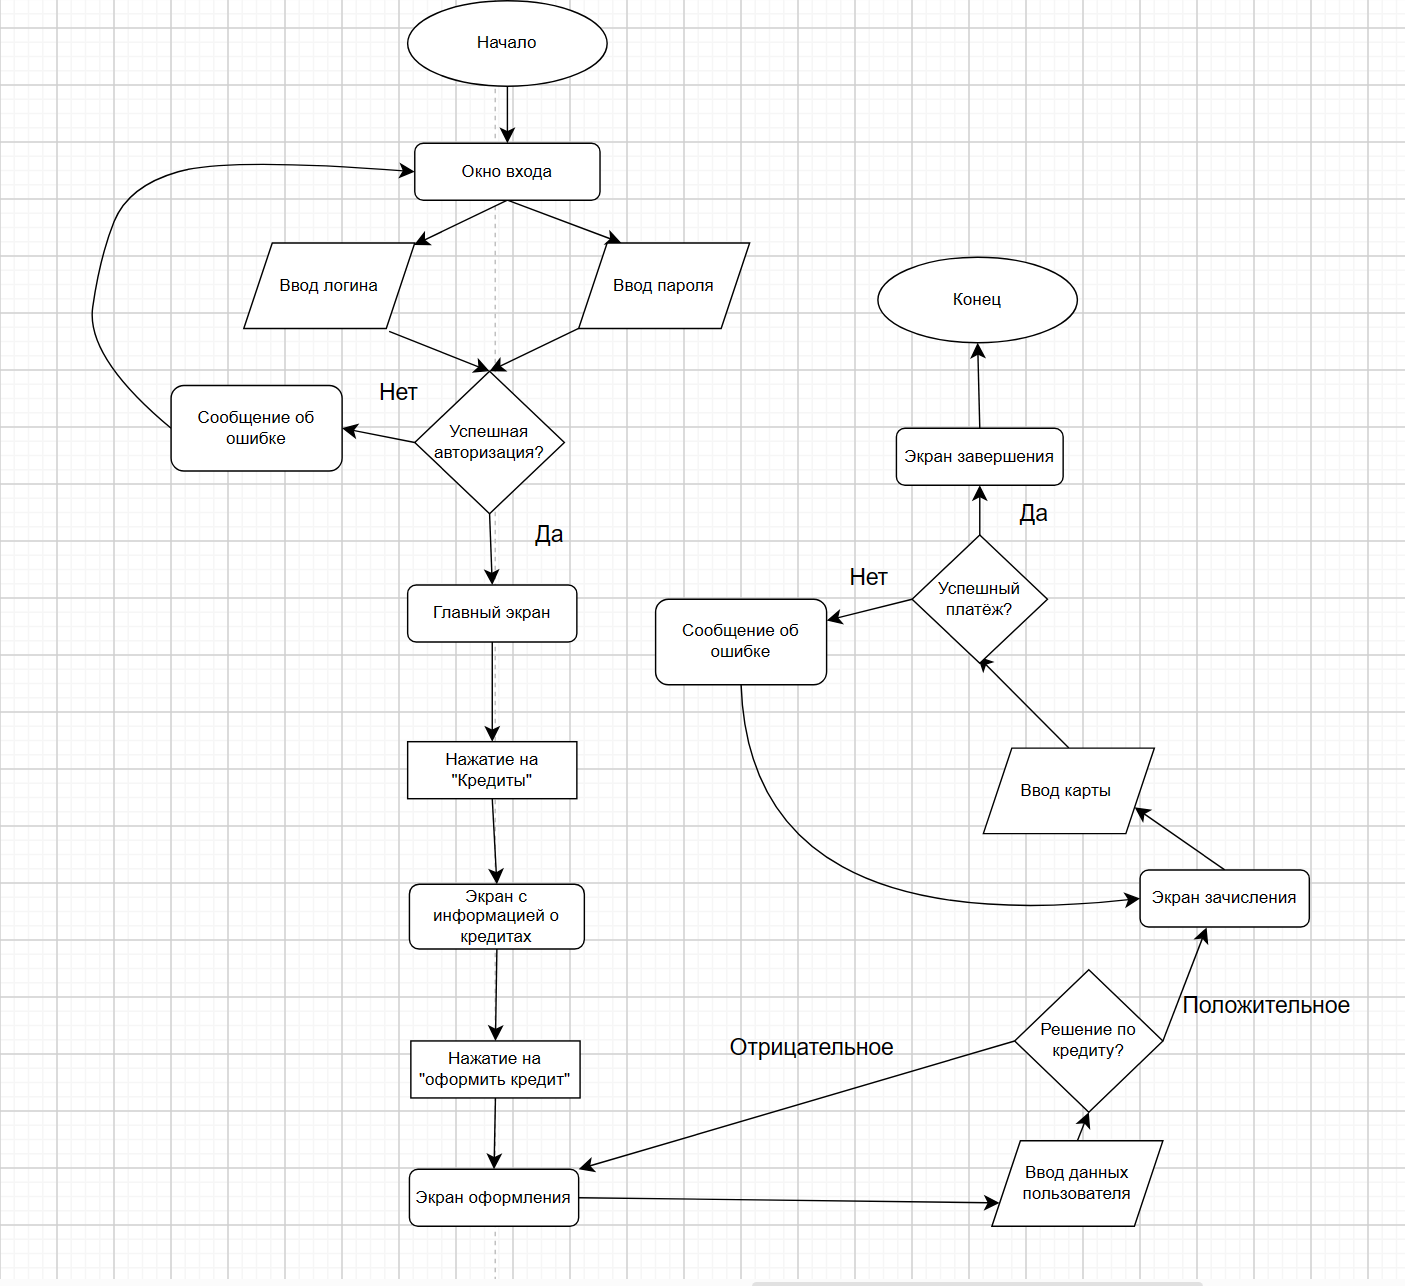 Начало
Окно входа
Ввод логина
Ввод пароля
Конец
Нет
Сообщение об
ошибке
Успешная
авторизация?
Экран завершения
Да
Да
Нет
Успешный
платёж?
Главный экран
Сообщение об
ошибке
Нажатие на
"Кредиты"
Ввод карты
Экран с
информацией о
кредитах
Экран зачисления
Положительное
Решение по
кредиту?
Отрицательное
Нажатие на
"оформить кредит"
Ввод данных
пользователя
Экран оформления